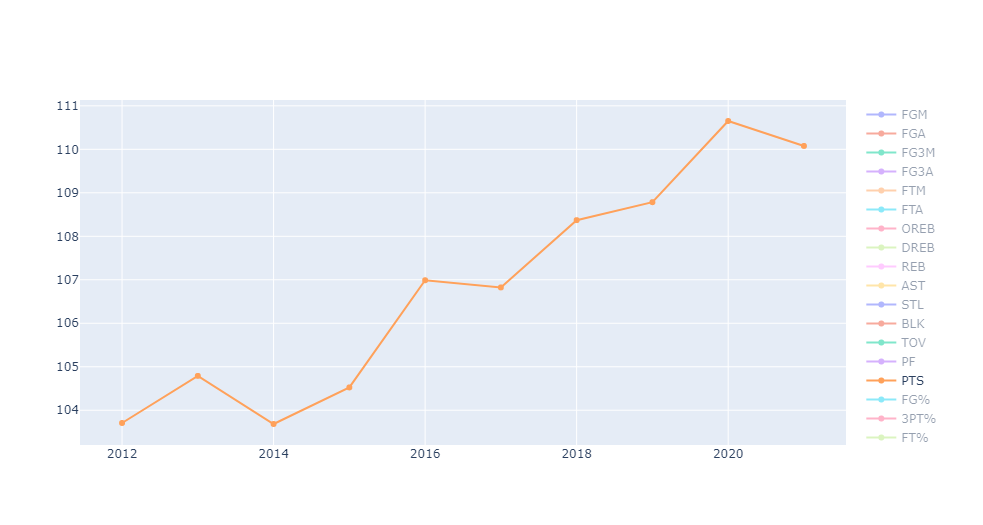 111
110
109
108
107
106
105
104
2012 2014 2016 2018 2020
FGM
FGA
FG3M
FG3A
FTM
FTA
OREB
DREB
REB
AST
STL
BLK
TOV
PF
PTS
FG%
3PT%
FT%